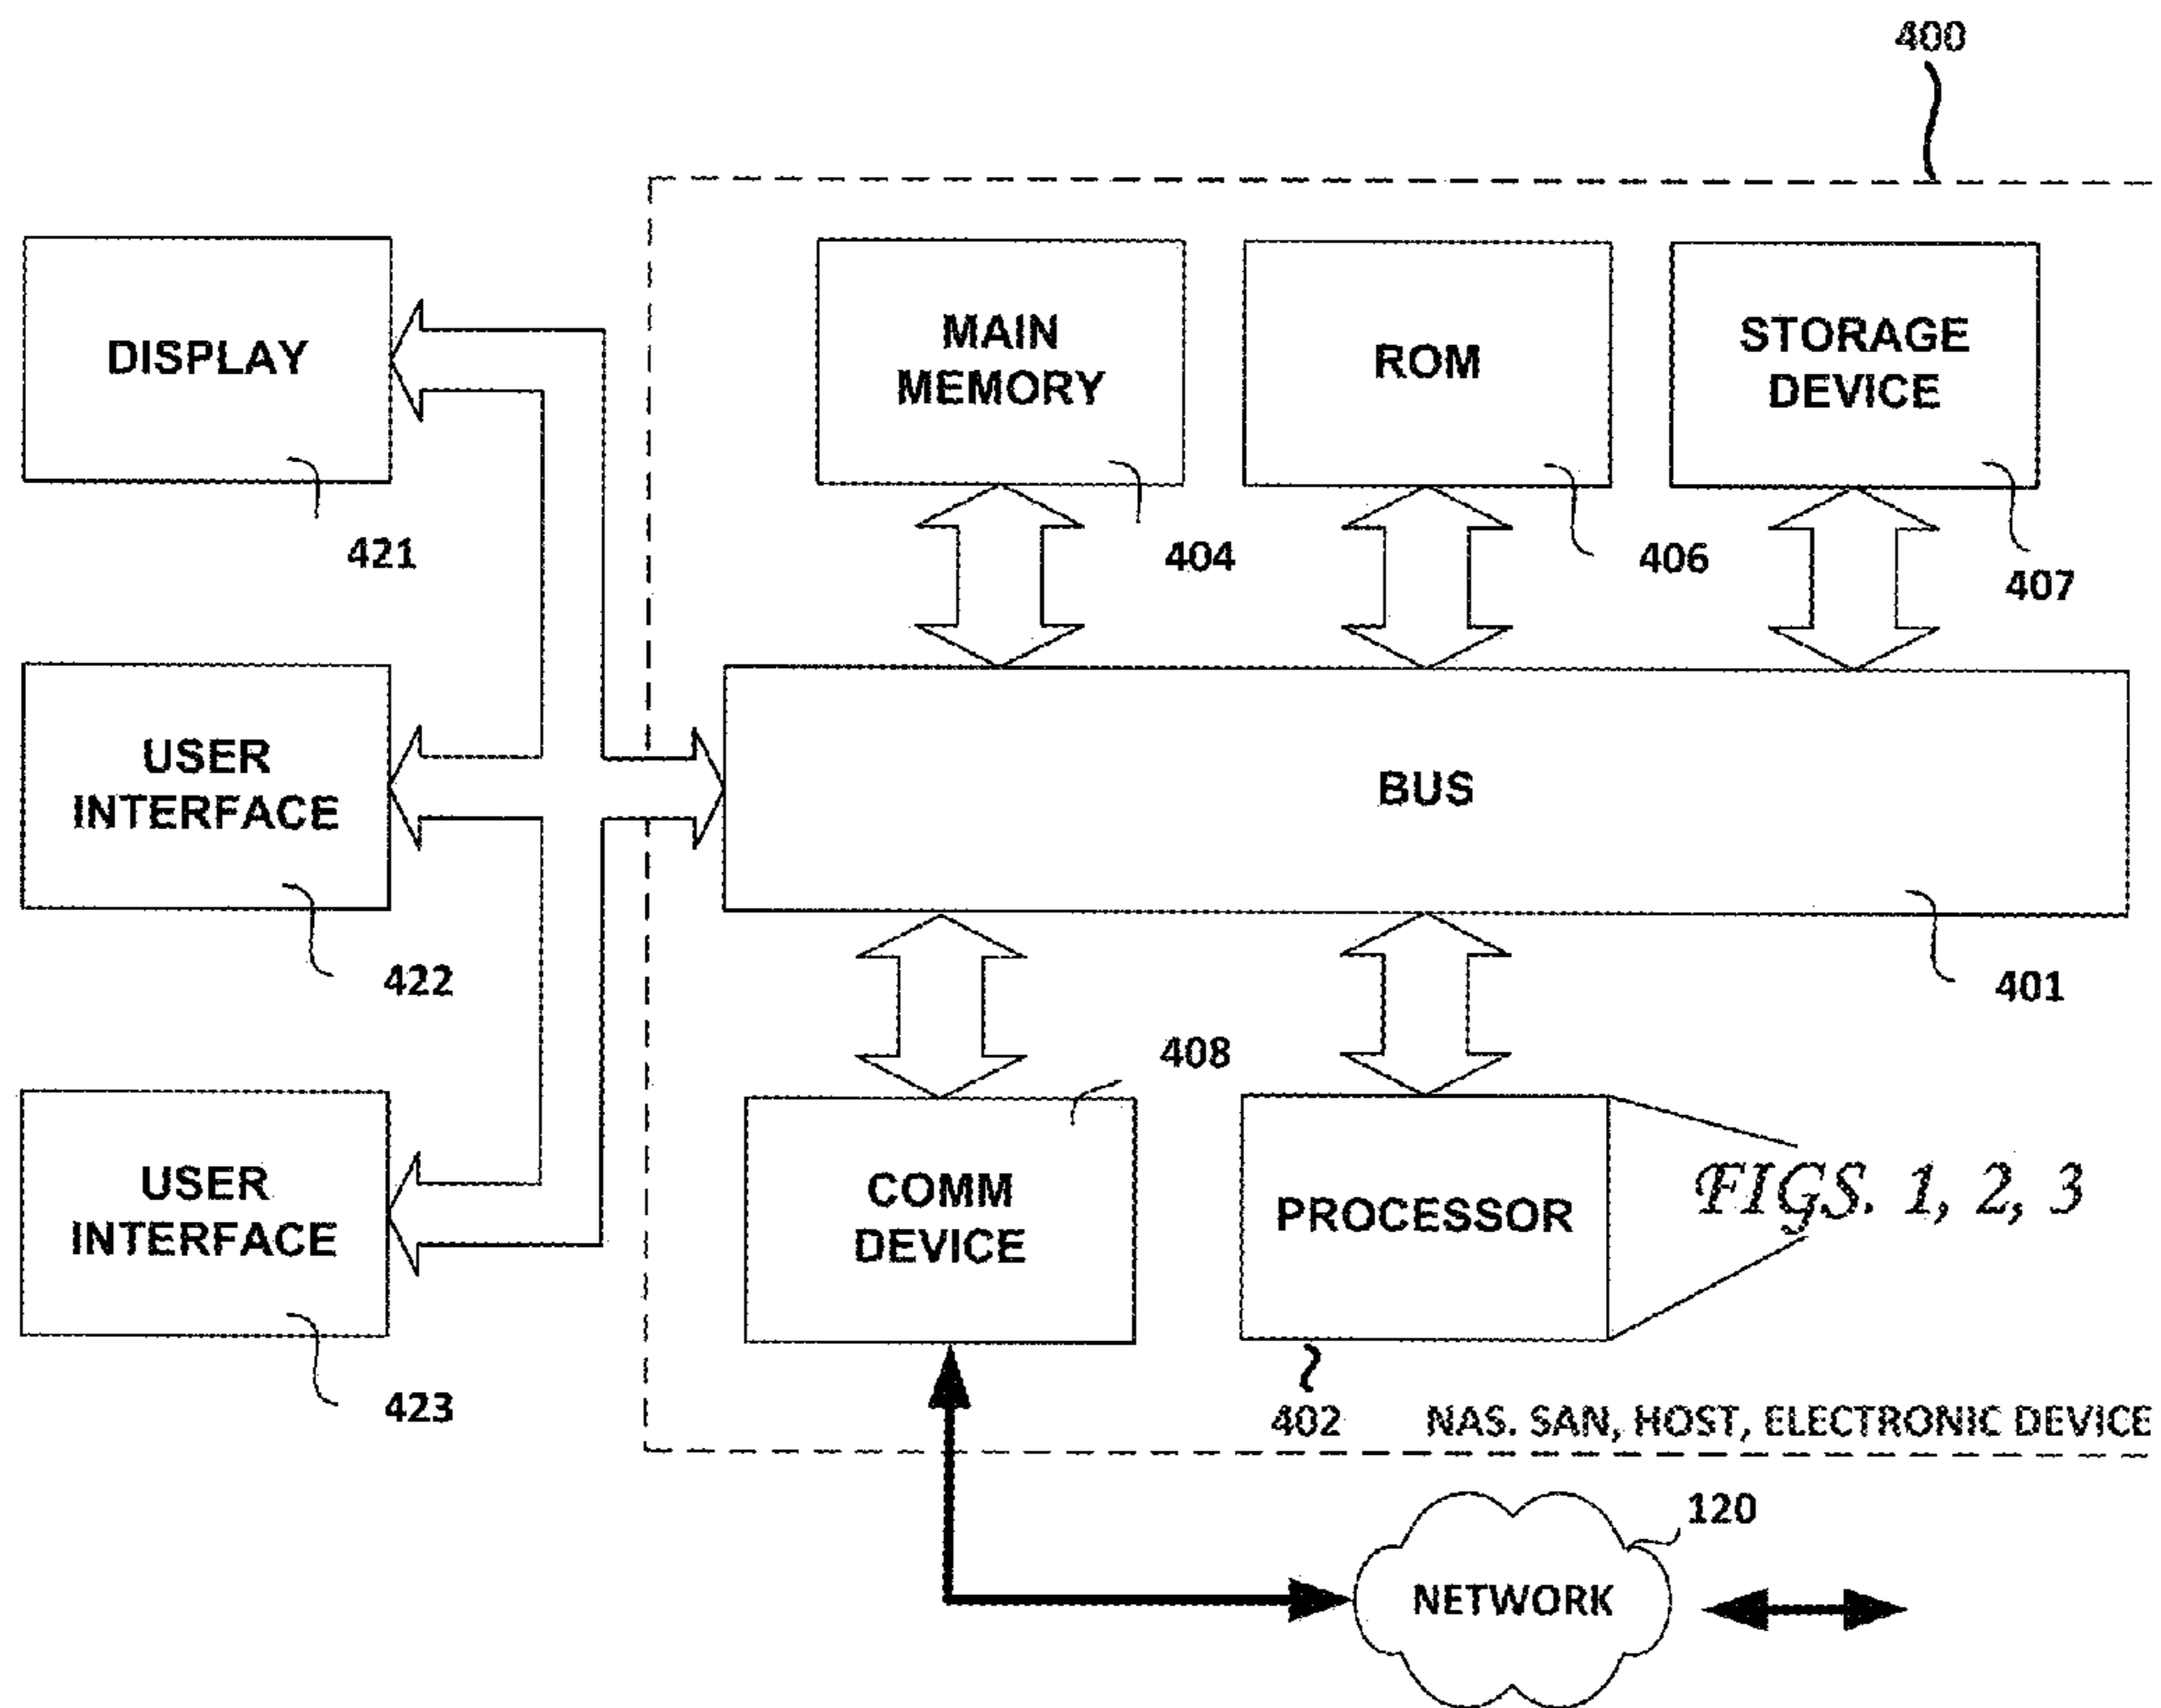 400
DISPLAY
421
MAIN
MEMORY
404
ROM
406
STORAGE
DEVICE
407
USER
INTERFACE
422
BUS
401
USER
INTERFACE
423
408
COMM
DEVICE
PROCESSOR
402
FIGS. 1, 2, 3
NAS. SAN, HOST, ELECTRONIC DEVICE
120
NETWORK